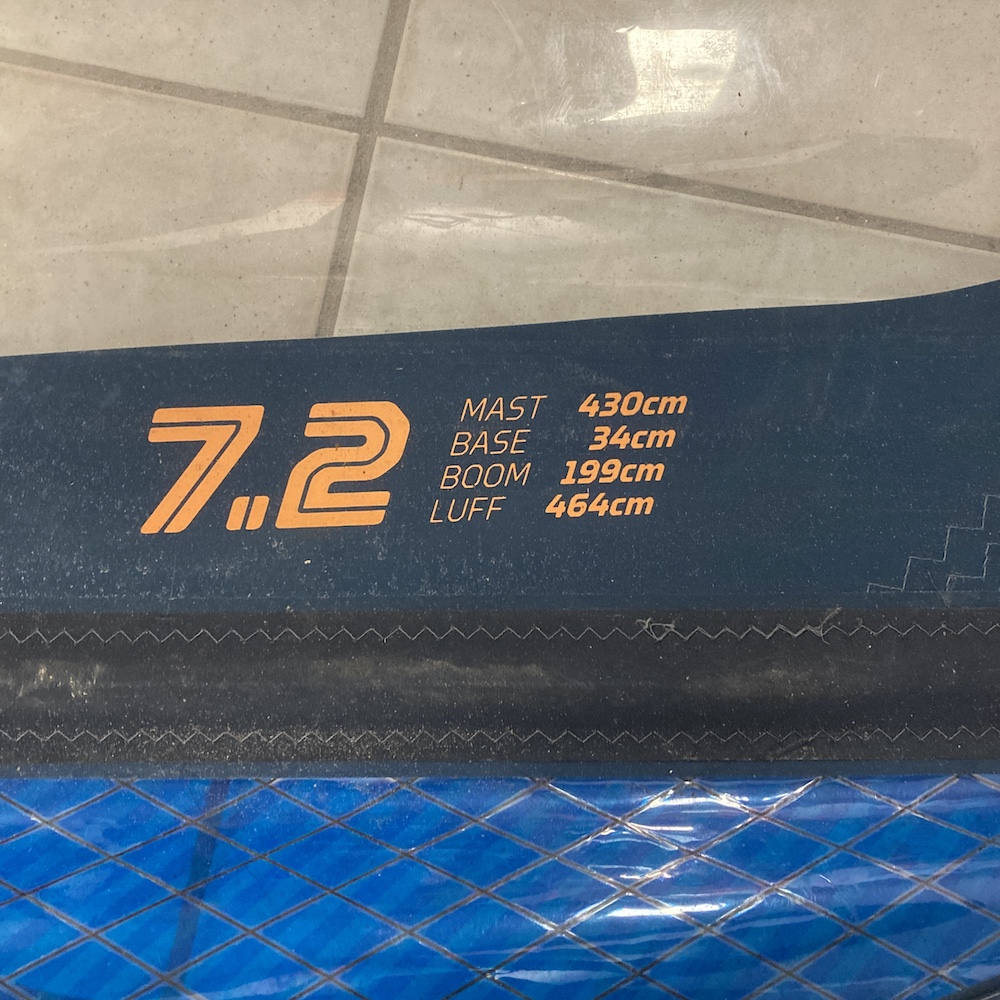 7.2
MAST 430cm
BASE 34cm
BOOM 199cm
LUFF 464cm